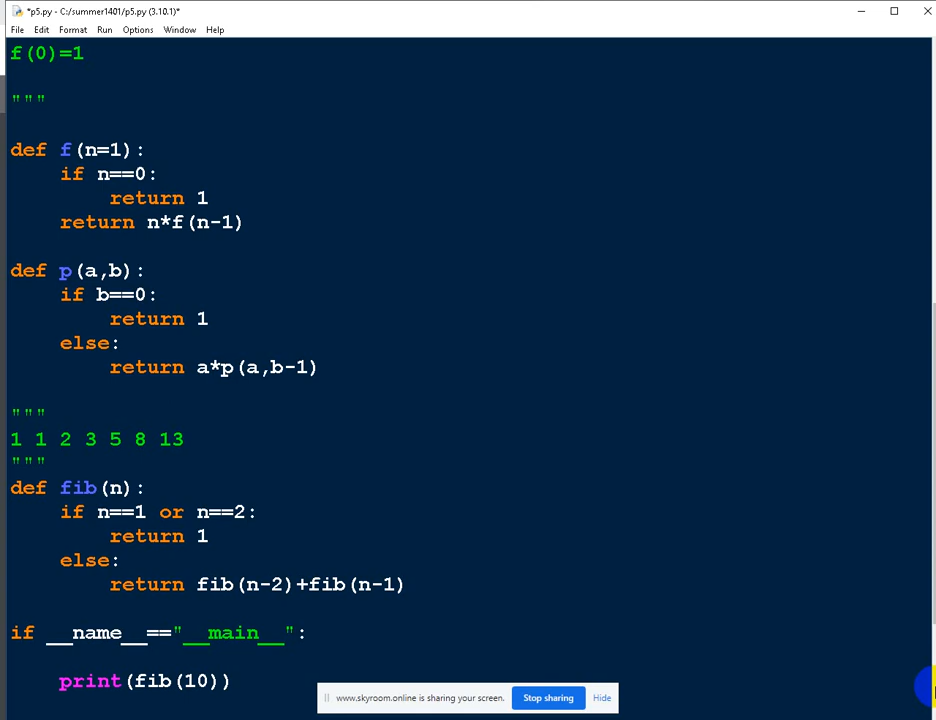 *p5.py - C:/summer1401/p5.py (3.10.1)*
File Edit Format Run Options Window Help
f(0)=1
"""
def f(n=1):
    if n==0:
        return 1
    return n*f(n-1)
def p(a,b):
    if b==0:
        return 1
    else:
        return a*p(a,b-1)
"""
1 1 2 3 5 8 13
"""
def fib(n):
    if n==1 or n==2:
        return 1
    else:
        return fib(n-2)+fib(n-1)
if __name__=="__main__":
    print(fib(10))
www.skyroom.online is sharing your screen. Stop sharing Hide